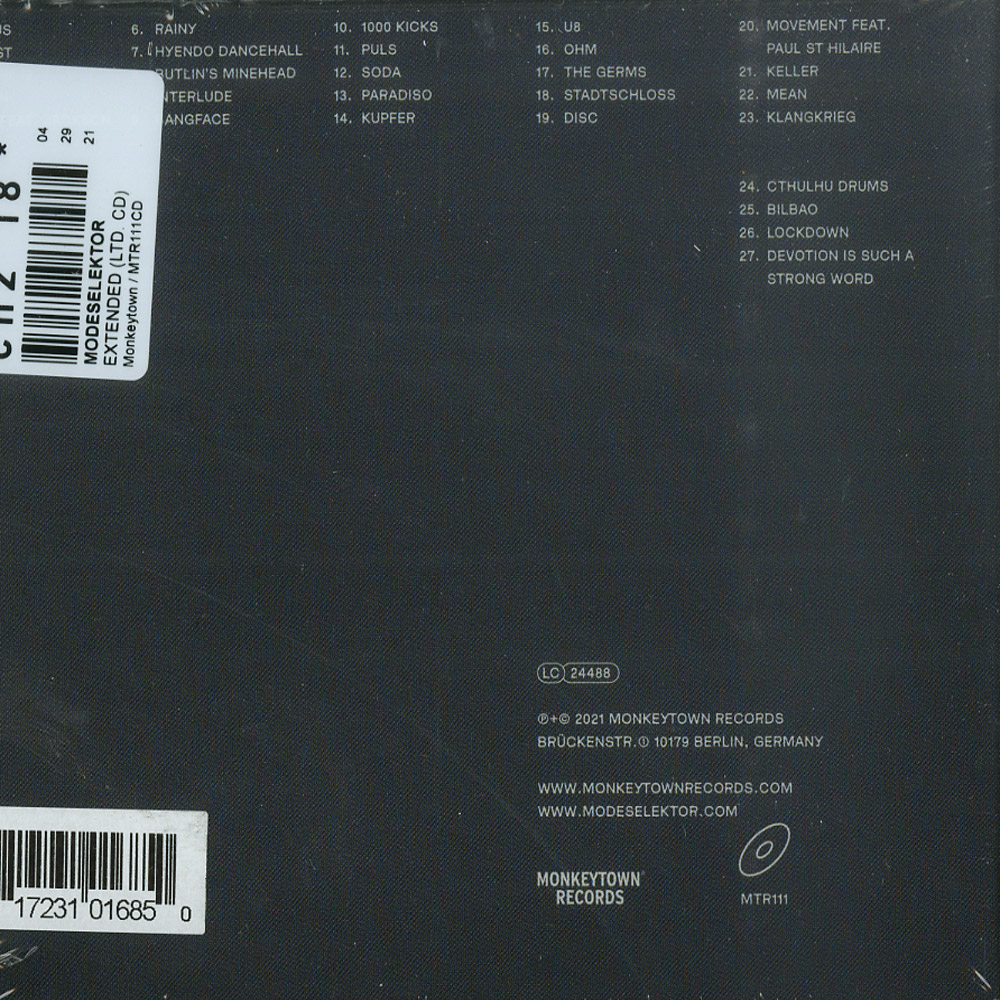 US
ST
6. RAINY
7. HYENDO DANCEHALL
BUTLIN'S MINEHEAD
NTERLUDE
ANGFACE
10. 1000 KICKS
11. PULS
12. SODA
13. PARADISO
14. KUPFER
15. U8
16. OHM
17. THE GERMS
18. STADTSCHLOSS
19. DISC
20. MOVEMENT FEAT.
PAUL ST HILAIRE
21. KELLER
22. MEAN
23. KLANGKRIEG
24. CTHULHU DRUMS
25. BILBAO
26. LOCKDOWN
27. DEVOTION IS SUCH A
STRONG WORD
04 29 21
MODESELEKTOR
EXTENDED (LTD. CD)
Monkeytown / MTR111CD
LC 24488
℗+© 2021 MONKEYTOWN RECORDS
BRÜCKENSTR.① 10179 BERLIN, GERMANY
WWW.MONKEYTOWNRECORDS.COM
WWW.MODESELEKTOR.COM
MONKEYTOWN
RECORDS
MTR111
17231 01685 0